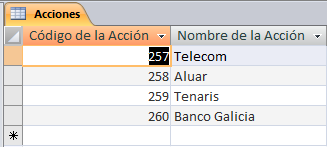 Acciones
Código de la Acción Nombre de la Acción
257 Telecom
258 Aluar
259 Tenaris
260 Banco Galicia